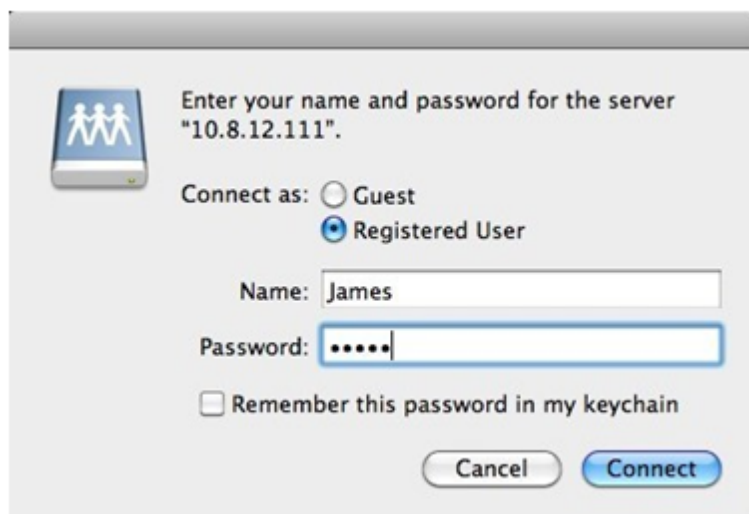 Enter your name and password for the server
"10.8.12.111".
Connect as: Guest
Registered User
Name: James
Password: •••••
Remember this password in my keychain
Cancel Connect